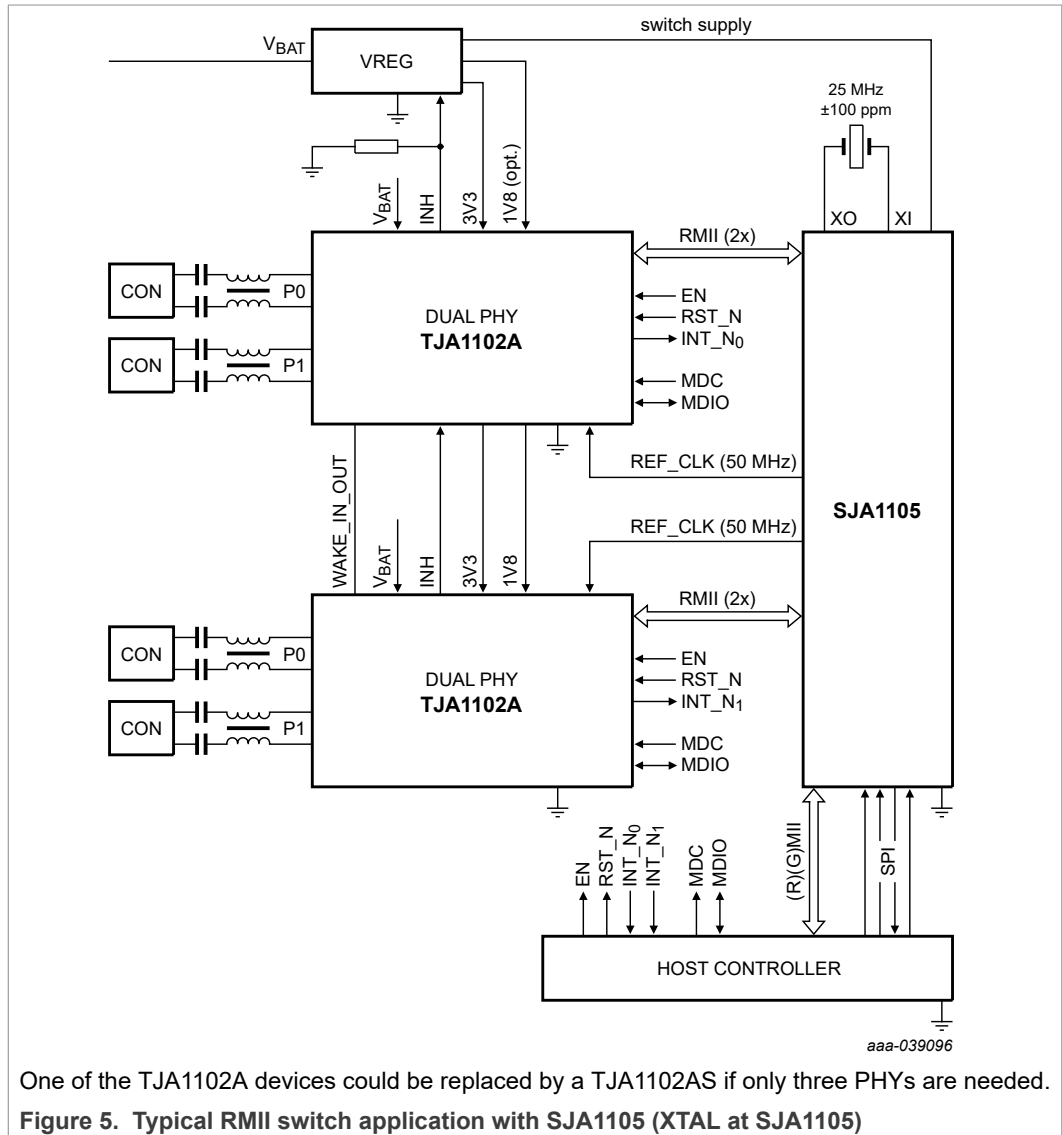 switch supply
VBAT
VREG
25 MHz
±100 ppm
VBAT
INH
3V3
1V8 (opt.)
XO
XI
RMII (2x)
CON
P0
CON
P1
DUAL PHY
TJA1102A
EN
RST_N
INT_N0
MDC
MDIO
REF_CLK (50 MHz)
SJA1105
WAKE_IN_OUT
VBAT
INH
3V3
1V8
REF_CLK (50 MHz)
RMII (2x)
CON
P0
CON
P1
DUAL PHY
TJA1102A
EN
RST_N
INT_N1
MDC
MDIO
EN
RST_N
INT_N0
INT_N1
MDC
MDIO
(R)(G)MII
SPI
HOST CONTROLLER
aaa-039096
One of the TJA1102A devices could be replaced by a TJA1102AS if only three PHYs are needed.
Figure 5. Typical RMII switch application with SJA1105 (XTAL at SJA1105)